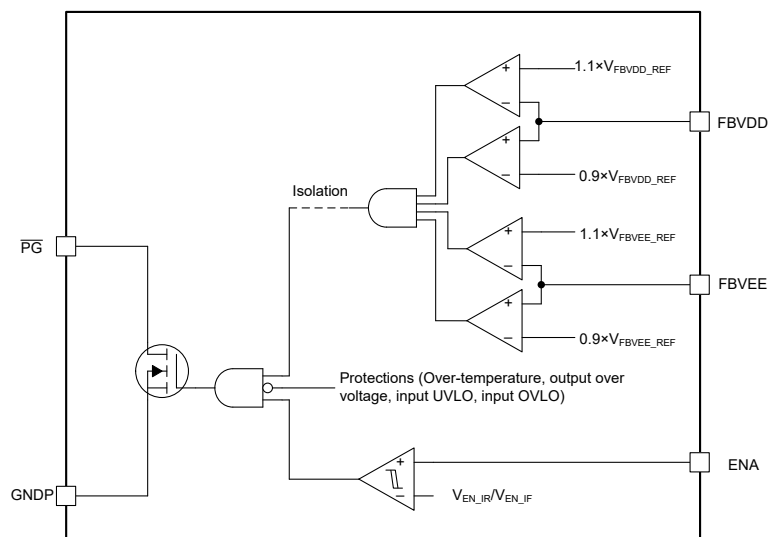 +
1.1×VFBVDD_REF
−
FBVDD
+
−
0.9×VFBVDD_REF
Isolation
+
1.1×VFBVEE_REF
PG
−
FBVEE
+
−
0.9×VFBVEE_REF
Protections (Over-temperature, output over
voltage, input UVLO, input OVLO)
+
ENA
GNDP
−
VEN_IR/VEN_IF